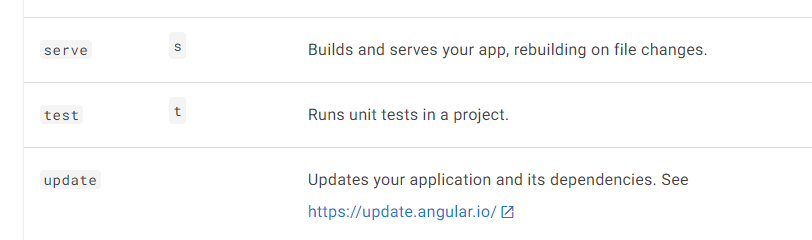 serve s Builds and serves your app, rebuilding on file changes.
test t Runs unit tests in a project.
update Updates your application and its dependencies. See
https://update.angular.io/